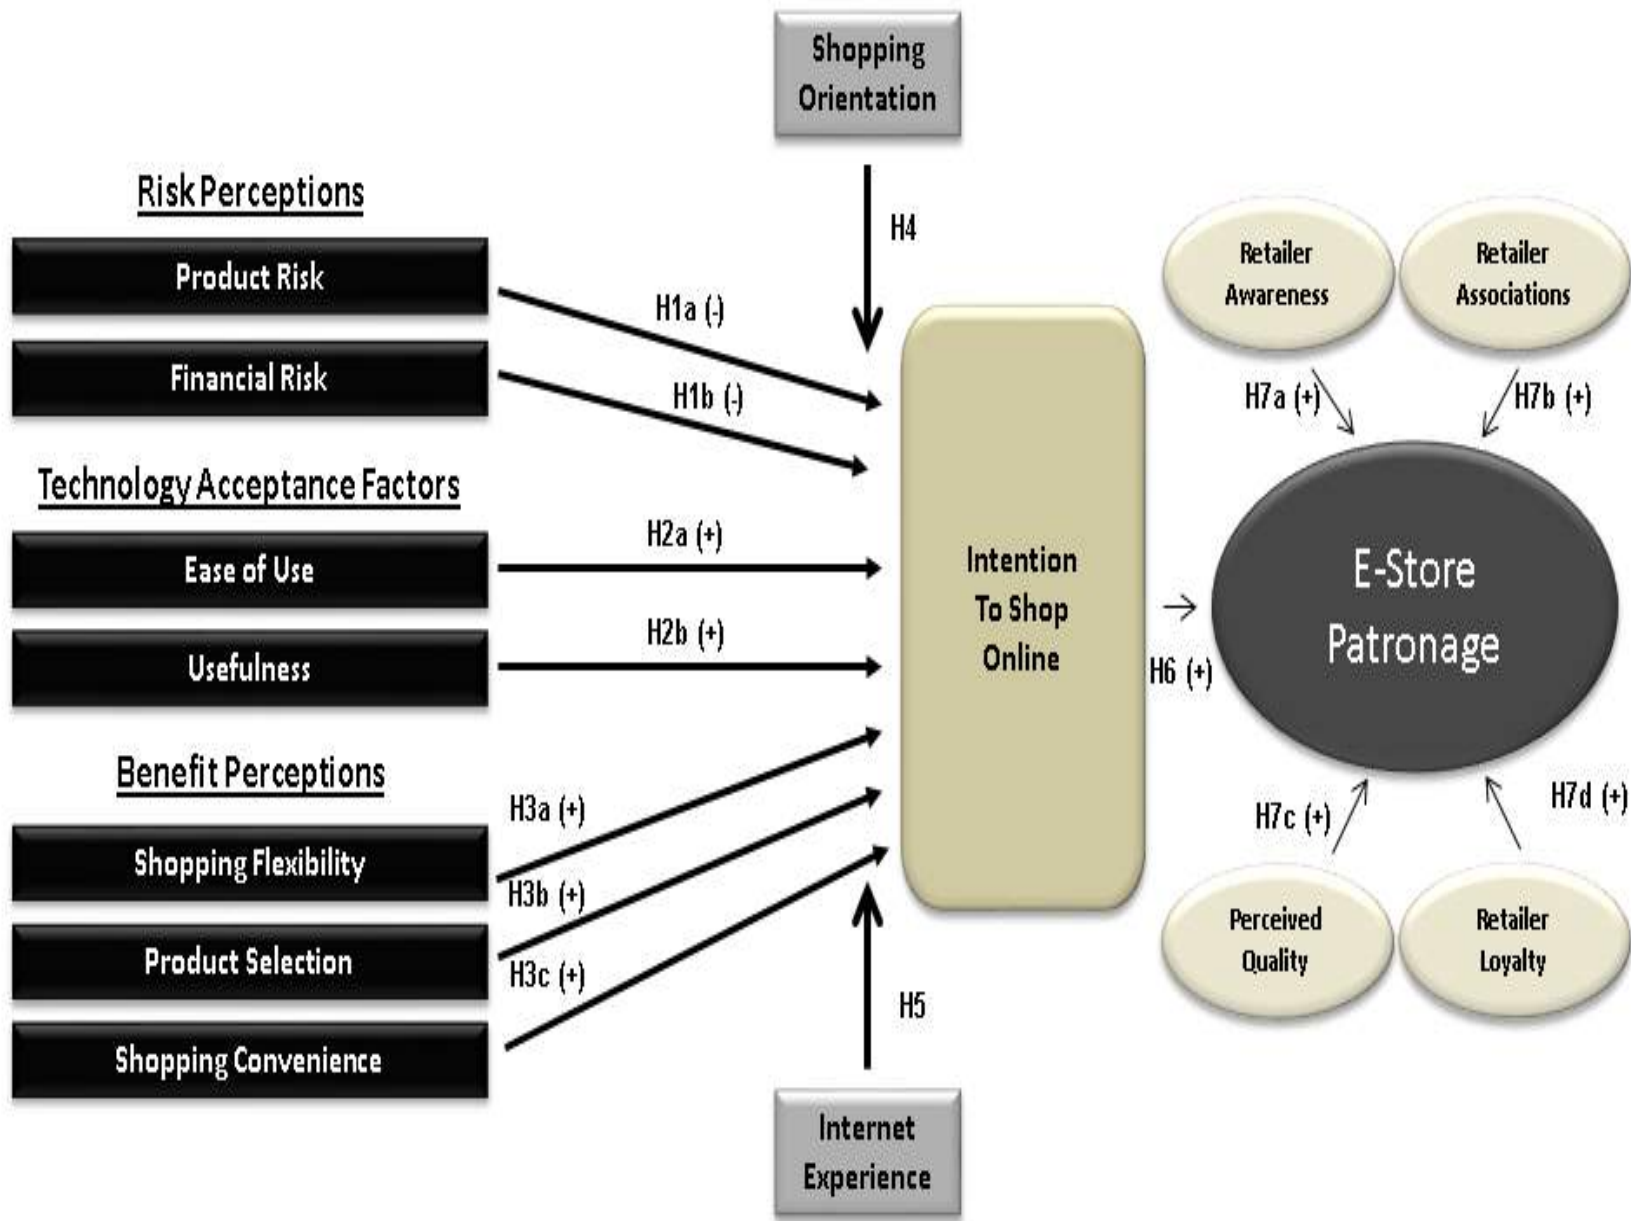 Shopping
Orientation
H4
Risk Perceptions
Product Risk
Financial Risk
H1a (-)
H1b (-)
Technology Acceptance Factors
Ease of Use
Usefulness
H2a (+)
H2b (+)
Benefit Perceptions
Shopping Flexibility
Product Selection
Shopping Convenience
H3a (+)
H3b (+)
H3c (+)
Intention
To Shop
Online
H5
Internet
Experience
H6 (+)
Retailer
Awareness
Retailer
Associations
H7a (+)
H7b (+)
E-Store
Patronage
H7c (+)
H7d (+)
Perceived
Quality
Retailer
Loyalty